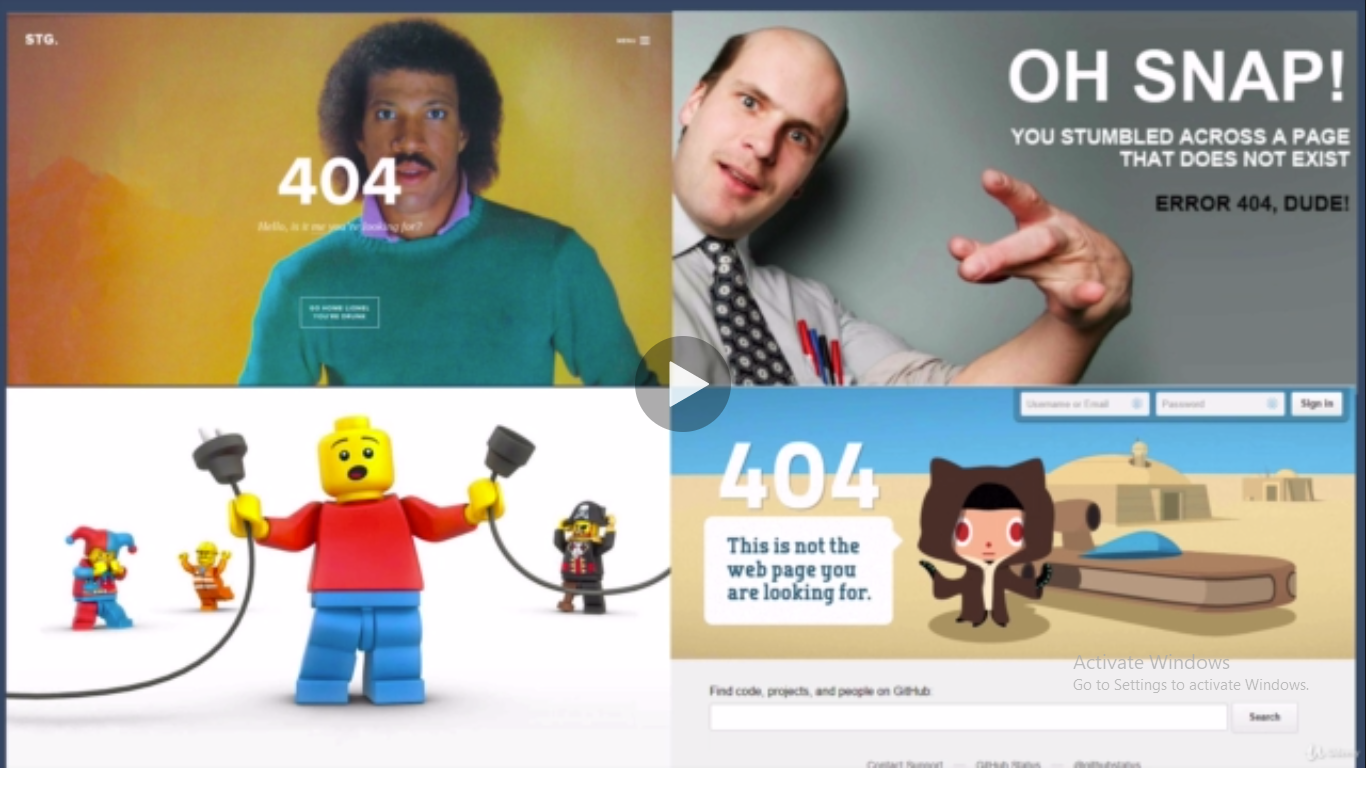 STG.
MENU
404
Hello, is it me you're looking for?
GO HOME LIONEL
YOU'RE DRUNK
OH SNAP!
YOU STUMBLED ACROSS A PAGE
THAT DOES NOT EXIST
ERROR 404, DUDE!
Username or Email
Password
Sign in
404
This is not the
web page you
are looking for.
Activate Windows
Go to Settings to activate Windows.
Find code, projects, and people on GitHub:
Search
Contact Support — GitHub Status — @githubstatus
Udemy